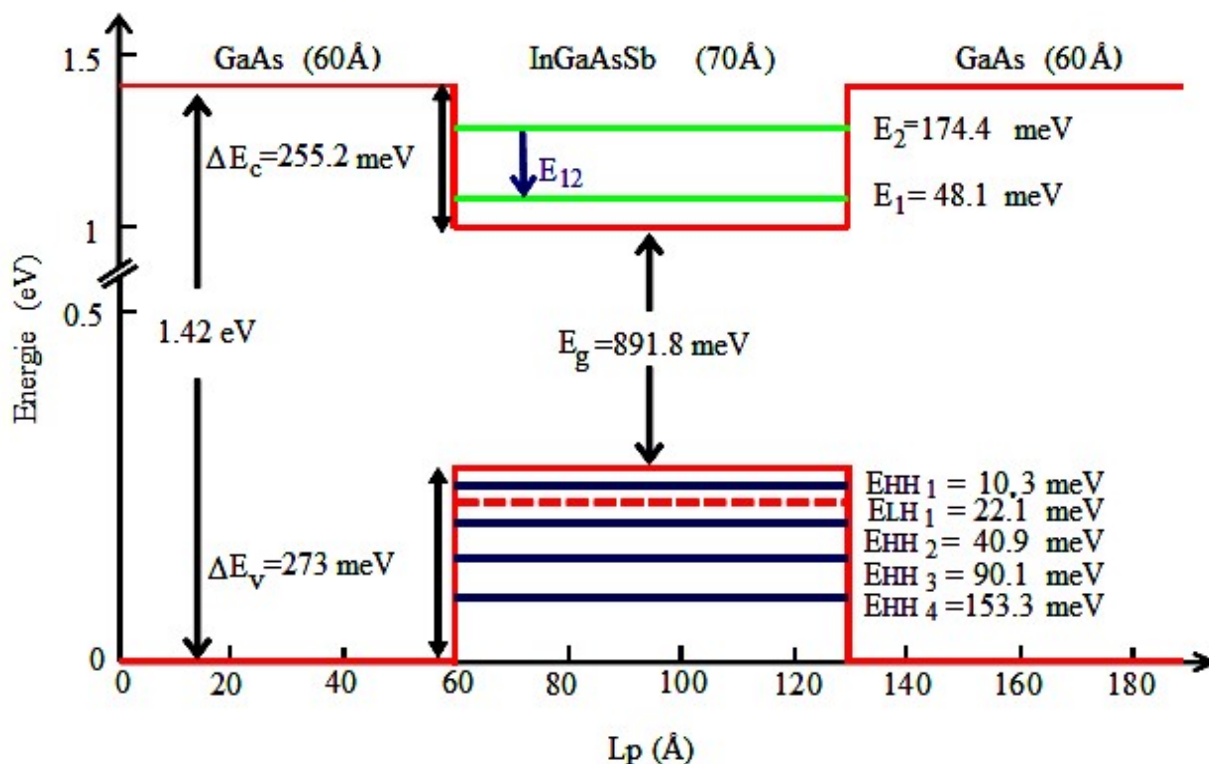 1.5
GaAs (60Å)
InGaAsSb (70Å)
GaAs (60Å)
E2=174.4 meV
ΔEc=255.2 meV
E12
E1= 48.1 meV
1
Energie (eV)
0.5
1.42 eV
Eg=891.8 meV
EHH 1 = 10.3 meV
ELH 1 = 22.1 meV
EHH 2 = 40.9 meV
ΔEv=273 meV
EHH 3 = 90.1 meV
EHH 4 =153.3 meV
0
0 20 40 60 80 100 120 140 160 180
Lp (Å)